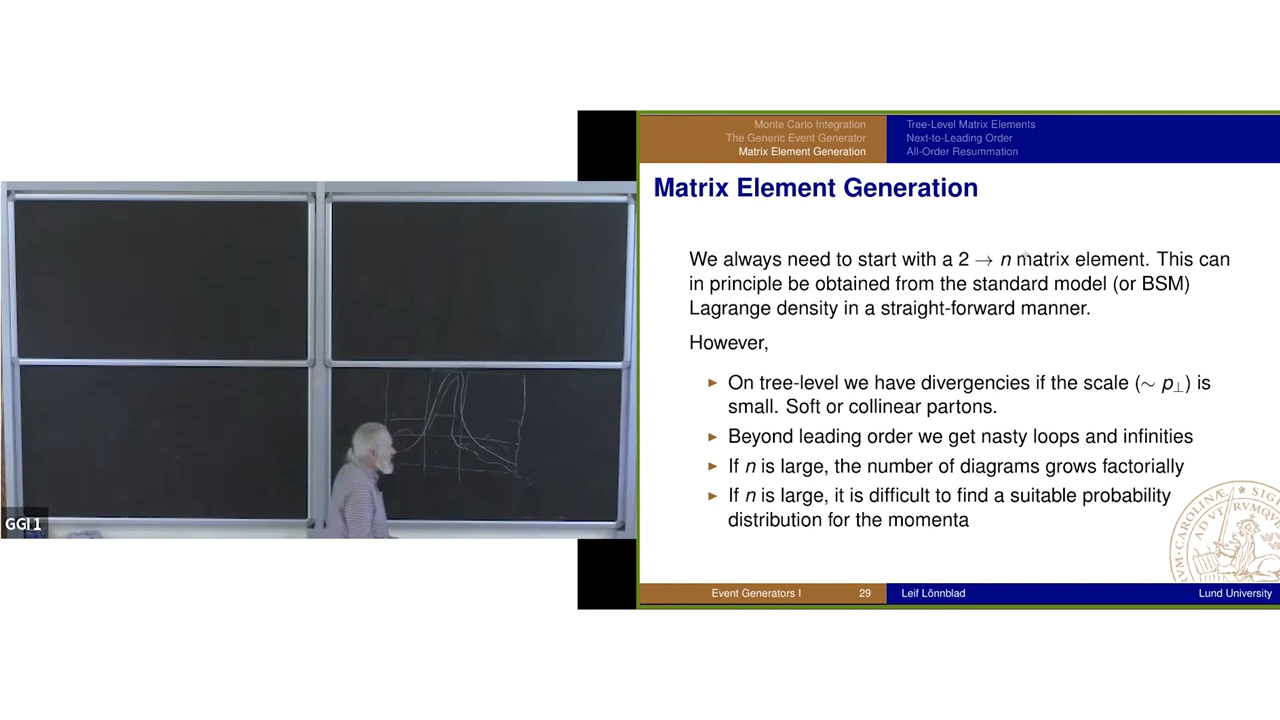 Monte Carlo Integration
The Generic Event Generator
Matrix Element Generation
Tree-Level Matrix Elements
Next-to-Leading Order
All-Order Resummation
Matrix Element Generation
We always need to start with a 2 → n matrix element. This can
in principle be obtained from the standard model (or BSM)
Lagrange density in a straight-forward manner.
However,
► On tree-level we have divergencies if the scale (∼ p⊥) is
small. Soft or collinear partons.
► Beyond leading order we get nasty loops and infinities
► If n is large, the number of diagrams grows factorially
► If n is large, it is difficult to find a suitable probability
distribution for the momenta
GGI 1
Event Generators I 29 Leif Lönnblad Lund University